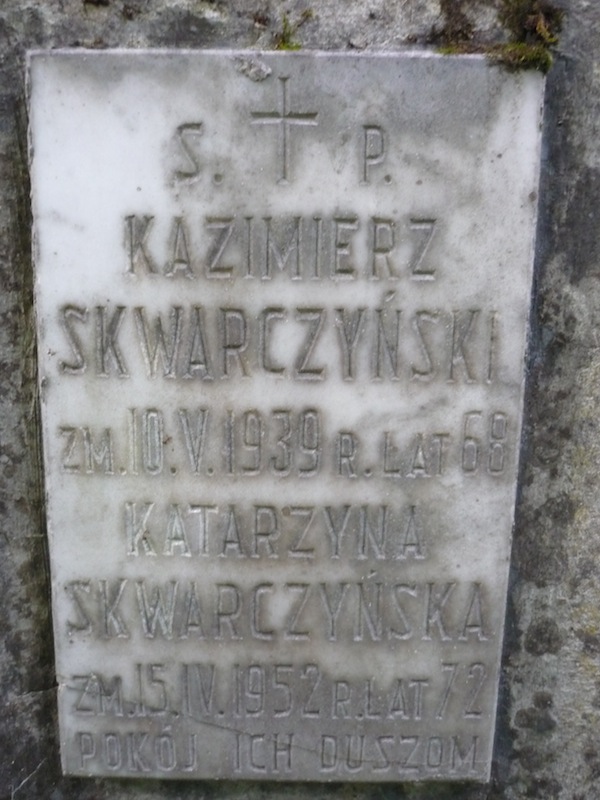 S. P.
KAZIMIERZ
SKWARCZYŃSKI
ZM. 10.V.1939 R. LAT 68
KATARZYNA
SKWARCZYŃSKA
ZM. 15.IV.1952 R. LAT 72
POKÓJ ICH DUSZOM